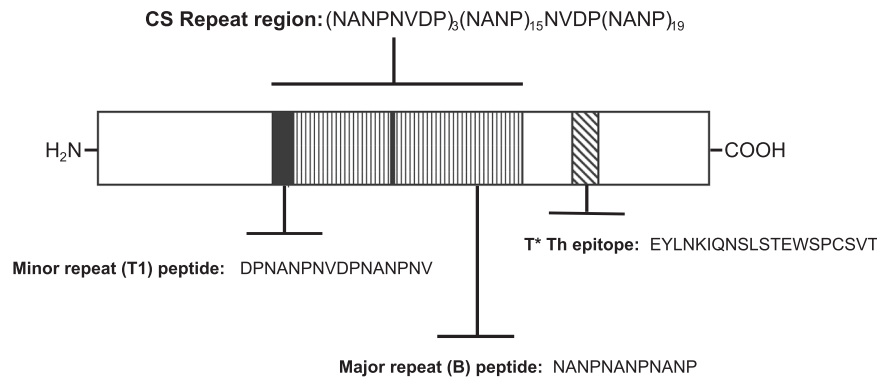 CS Repeat region: (NANPNVDP)3(NANP)15NVDP(NANP)19
H2N
COOH
T* Th epitope: EYLNKIQNSLSTEWSPCSVT
Minor repeat (T1) peptide: DPNANPNVDPNANPNV
Major repeat (B) peptide: NANPNANPNANP